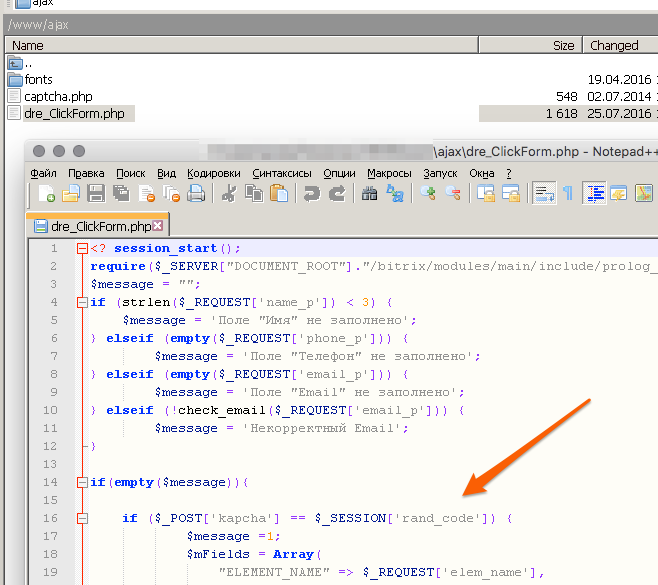 ajax
/www/ajax
Name Size Changed
..
fonts 19.04.2016
captcha.php 548 02.07.2014
dre_ClickForm.php 1 618 25.07.2016
\ajax\dre_ClickForm.php - Notepad++
Файл Правка Поиск Вид Кодировки Синтаксисы Опции Макросы Запуск Окна ?
dre_ClickForm.php
1 <? session_start();
2 require($_SERVER["DOCUMENT_ROOT"]."/bitrix/modules/main/include/prolog_
3 $message = "";
4 if (strlen($_REQUEST['name_p']) < 3) {
5 $message = 'Поле "Имя" не заполнено';
6 } elseif (empty($_REQUEST['phone_p'])) {
7 $message = 'Поле "Телефон" не заполнено';
8 } elseif (empty($_REQUEST['email_p'])) {
9 $message = 'Поле "Email" не заполнено';
10 } elseif (!check_email($_REQUEST['email_p'])) {
11 $message = 'Некорректный Email';
12 }
13
14 if(empty($message)){
15
16 if ($_POST['kapcha'] == $_SESSION['rand_code']) {
17 $message =1;
18 $mFields = Array(
19 "ELEMENT_NAME" => $_REQUEST['elem_name'],